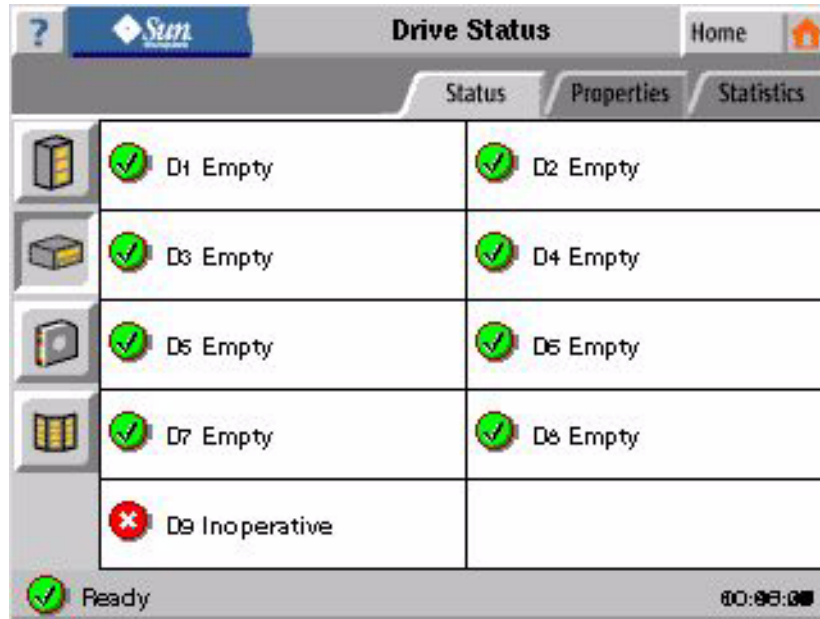 ?
Sun
Drive Status
Home
Status
Properties
Statistics
D1 Empty
D2 Empty
D3 Empty
D4 Empty
D5 Empty
D6 Empty
D7 Empty
D8 Empty
D9 Inoperative
Ready